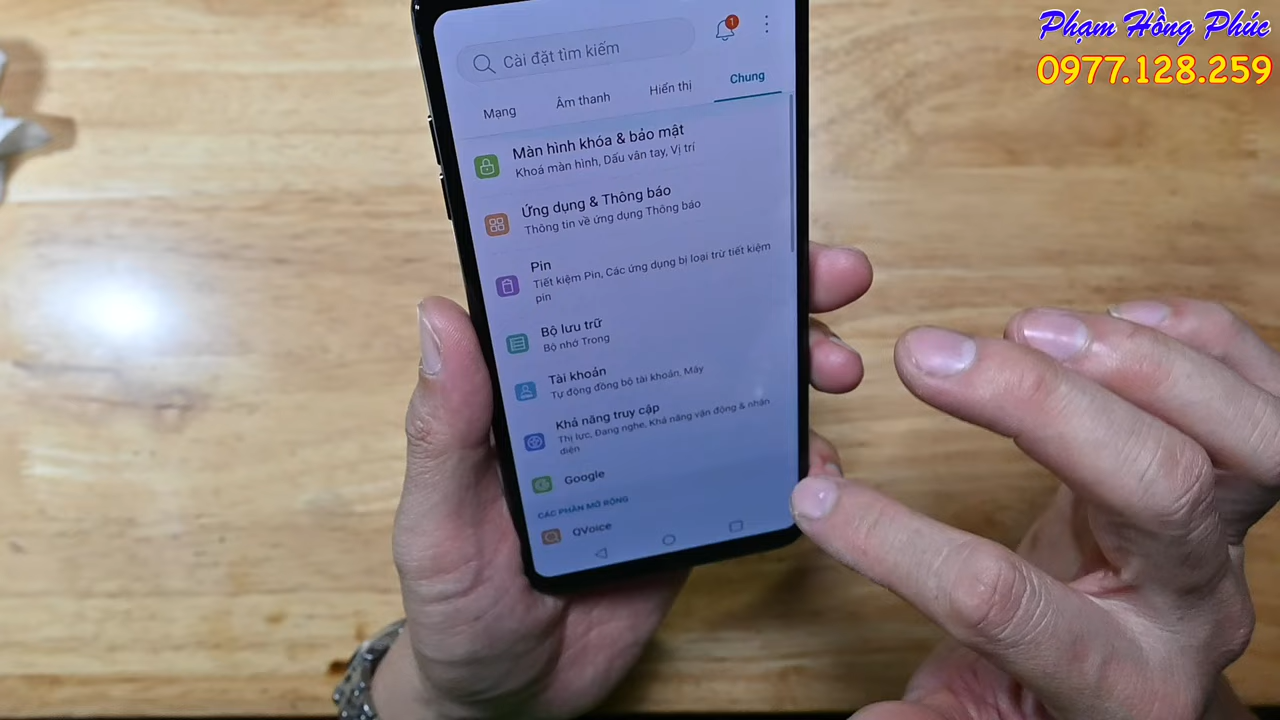 Phạm Hồng Phúc
0977.128.259
1
Cài đặt tìm kiếm
Mạng
Âm thanh
Hiển thị
Chung
Màn hình khóa & bảo mật
Khoá màn hình, Dấu vân tay, Vị trí
Ứng dụng & Thông báo
Thông tin về ứng dụng Thông báo
Pin
Tiết kiệm Pin, Các ứng dụng bị loại trừ tiết kiệm
pin
Bộ lưu trữ
Bộ nhớ Trong
Tài khoản
Tự động đồng bộ tài khoản, Máy
Khả năng truy cập
Thị lực, Đang nghe, Khả năng vận động & nhận
diện
Google
CÁC PHẦN MỞ RỘNG
QVoice